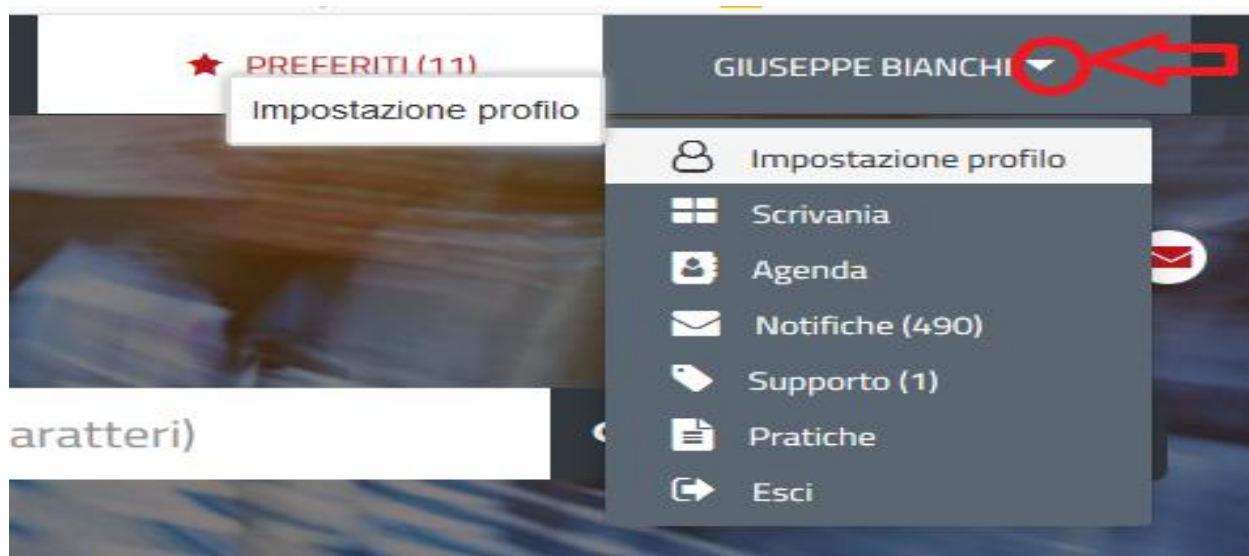 PREFERITI (11)
GIUSEPPE BIANCHI
Impostazione profilo
Impostazione profilo
Scrivania
Agenda
Notifiche (490)
Supporto (1)
aratteri)
Pratiche
Esci